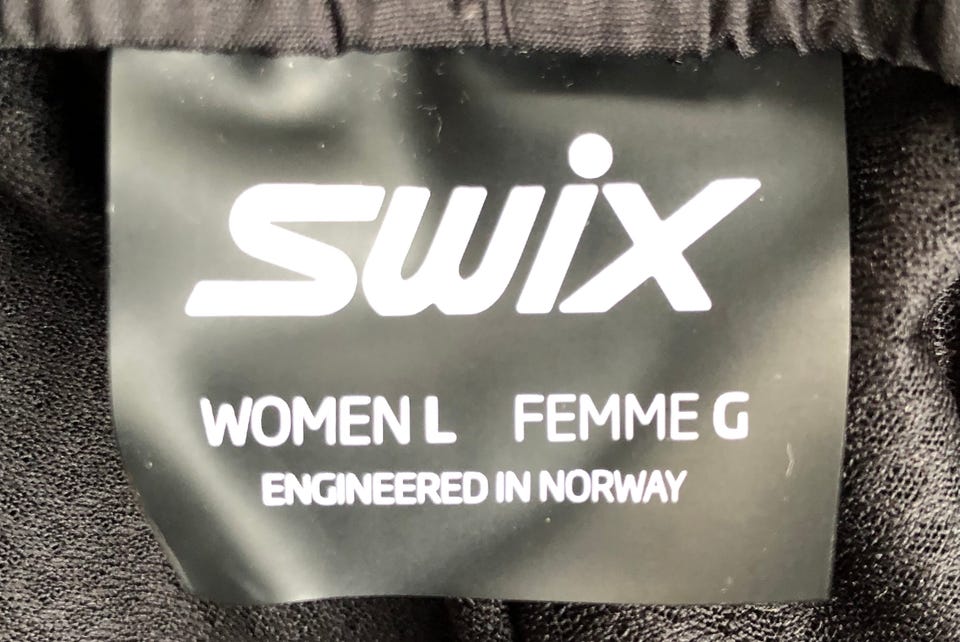 swix
WOMEN L FEMME G
ENGINEERED IN NORWAY